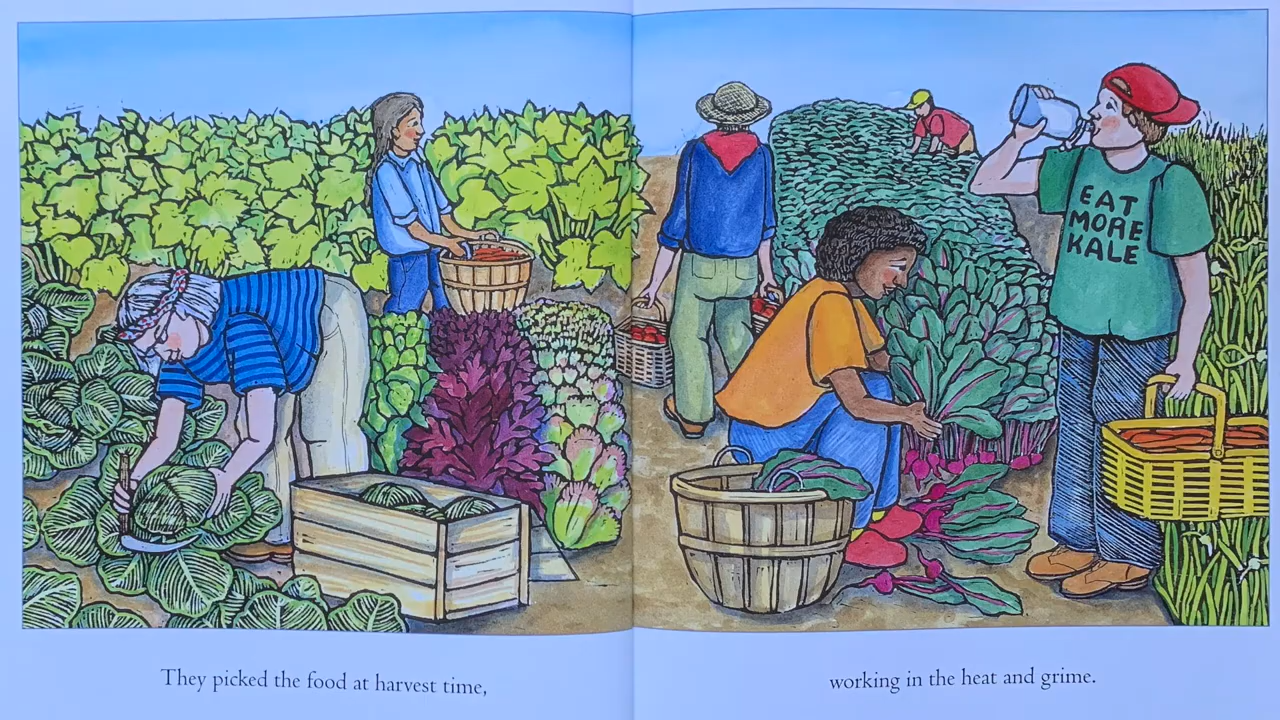 EAT
MORE
KALE
They picked the food at harvest time,
working in the heat and grime.